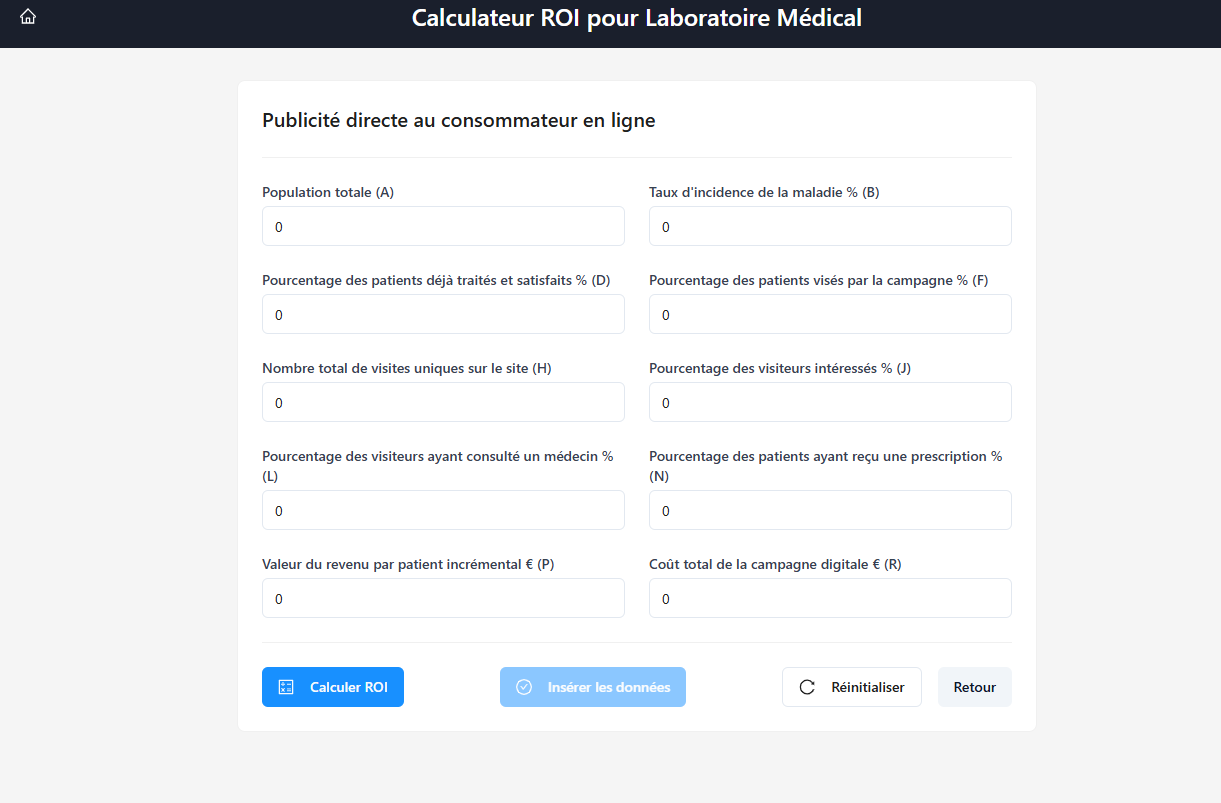 Calculateur ROI pour Laboratoire Médical
Publicité directe au consommateur en ligne
Population totale (A)
Taux d'incidence de la maladie % (B)
0
0
Pourcentage des patients déjà traités et satisfaits % (D)
Pourcentage des patients visés par la campagne % (F)
0
0
Nombre total de visites uniques sur le site (H)
Pourcentage des visiteurs intéressés % (J)
0
0
Pourcentage des visiteurs ayant consulté un médecin %
(L)
Pourcentage des patients ayant reçu une prescription %
(N)
0
0
Valeur du revenu par patient incrémental € (P)
Coût total de la campagne digitale € (R)
0
0
Calculer ROI
Insérer les données
Réinitialiser
Retour